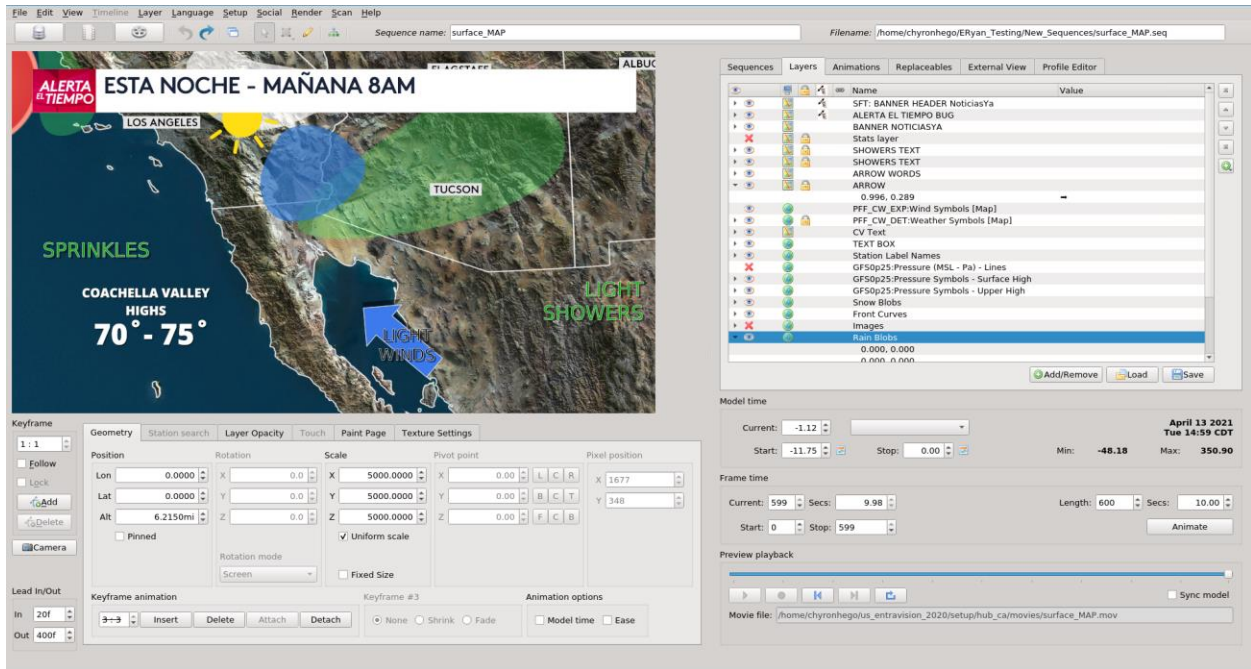 File Edit View Timeline Layer Language Setup Social Render Scan Help
Sequence name: surface_MAP
Filename: /home/chyronhego/ERyan_Testing/New_Sequences/surface_MAP.seq
ALERTA EL TIEMPO
ESTA NOCHE - MAÑANA 8AM
FLAGSTAFF
ALBUQ
LOS ANGELES
TUCSON
SPRINKLES
COACHELLA VALLEY
HIGHS
70° - 75°
LIGHT
SHOWERS
LIGHT
WINDS
Sequences Layers Animations Replaceables External View Profile Editor
Name Value
SFT: BANNER HEADER NoticiasYa
ALERTA EL TIEMPO BUG
BANNER NOTICIASYA
Stats layer
SHOWERS TEXT
SHOWERS TEXT
ARROW WORDS
ARROW
0.996, 0.289
PFF_CW_EXP:Wind Symbols [Map]
PFF_CW_DET:Weather Symbols [Map]
CV Text
TEXT BOX
Station Label Names
GFS0p25:Pressure (MSL - Pa) - Lines
GFS0p25:Pressure Symbols - Surface High
GFS0p25:Pressure Symbols - Upper High
Snow Blobs
Front Curves
Images
Rain Blobs
0.000, 0.000
0.000, 0.000
Add/Remove Load Save
Model time
Current: -1.12
April 13 2021
Tue 14:59 CDT
Start: -11.75 Stop: 0.00 Min: -48.18 Max: 350.90
Frame time
Current: 599 Secs: 9.98 Length: 600 Secs: 10.00
Start: 0 Stop: 599 Animate
Preview playback
Sync model
Movie file: /home/chyronhego/us_entravision_2020/setup/hub_ca/movies/surface_MAP.mov
Keyframe
1 : 1
Follow
Lock
Add
Delete
Camera
Lead In/Out
In 20f
Out 400f
Geometry Station search Layer Opacity Touch Paint Page Texture Settings
Position Rotation Scale Pivot point Pixel position
Lon 0.0000 X 0.0 X 5000.0000 X 0.00 L C R X 1677
Lat 0.0000 Y 0.0 Y 5000.0000 Y 0.00 B C T Y 348
Alt 6.2150mi Z 0.0 Z 5000.0000 Z 0.00 F C B
Pinned Uniform scale
Rotation mode
Screen Fixed Size
Keyframe animation Keyframe #3 Animation options
3 : 3 Insert Delete Attach Detach None Shrink Fade Model time Ease